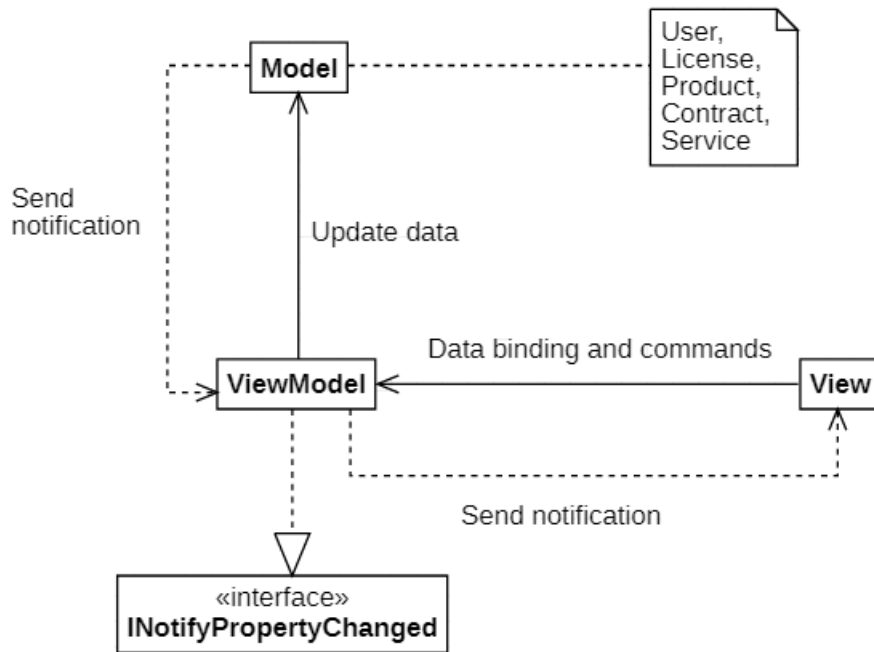 Model
User,
License,
Product,
Contract,
Service
Send
notification
Update data
Data binding and commands
ViewModel
View
Send notification
«interface»
INotifyPropertyChanged